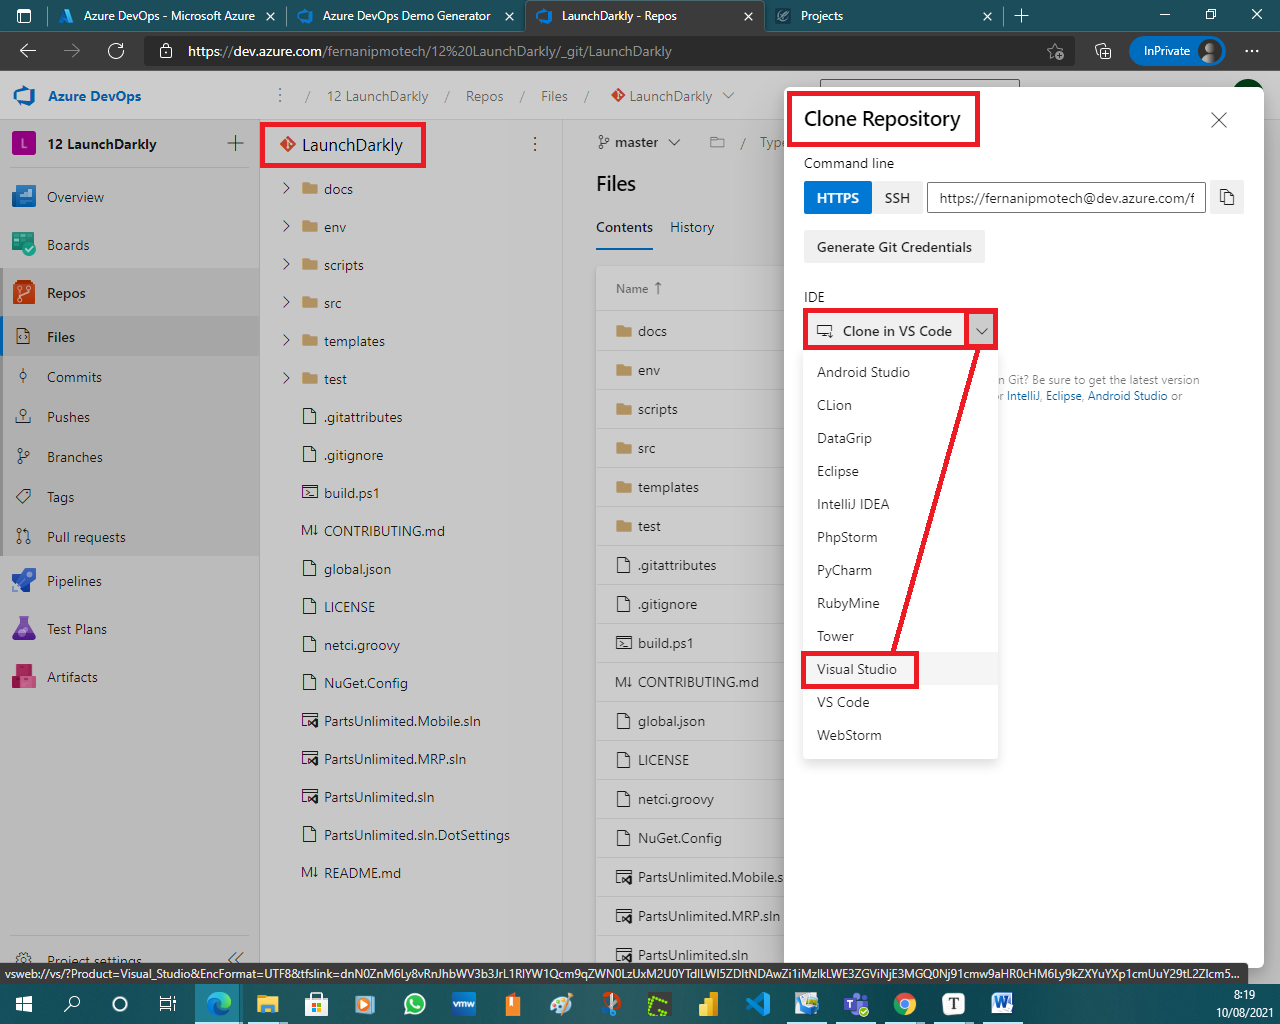 Azure DevOps - Microsoft Azure
Azure DevOps Demo Generator
LaunchDarkly - Repos
Projects
https://dev.azure.com/fernanipmotech/12%20LaunchDarkly/_git/LaunchDarkly
InPrivate
Azure DevOps
/ 12 LaunchDarkly / Repos / Files / LaunchDarkly
L 12 LaunchDarkly
Overview
Boards
Repos
Files
Commits
Pushes
Branches
Tags
Pull requests
Pipelines
Test Plans
Artifacts
Project settings
LaunchDarkly
docs
env
scripts
src
templates
test
.gitattributes
.gitignore
build.ps1
M↓ CONTRIBUTING.md
global.json
LICENSE
netci.groovy
NuGet.Config
PartsUnlimited.Mobile.sln
PartsUnlimited.MRP.sln
PartsUnlimited.sln
PartsUnlimited.sln.DotSettings
M↓ README.md
master / Type
Files
Contents History
Name ↑
docs
env
scripts
src
templates
test
.gitattributes
.gitignore
build.ps1
M↓ CONTRIBUTING.md
global.json
LICENSE
netci.groovy
NuGet.Config
PartsUnlimited.Mobile.s
PartsUnlimited.MRP.sln
PartsUnlimited.sln
Clone Repository
Command line
HTTPS SSH https://fernanipmotech@dev.azure.com/f
Generate Git Credentials
IDE
Clone in VS Code
n Git? Be sure to get the latest version
or IntelliJ, Eclipse, Android Studio or
Android Studio
CLion
DataGrip
Eclipse
IntelliJ IDEA
PhpStorm
PyCharm
RubyMine
Tower
Visual Studio
VS Code
WebStorm
vmw
T
W
8:19
10/08/2021